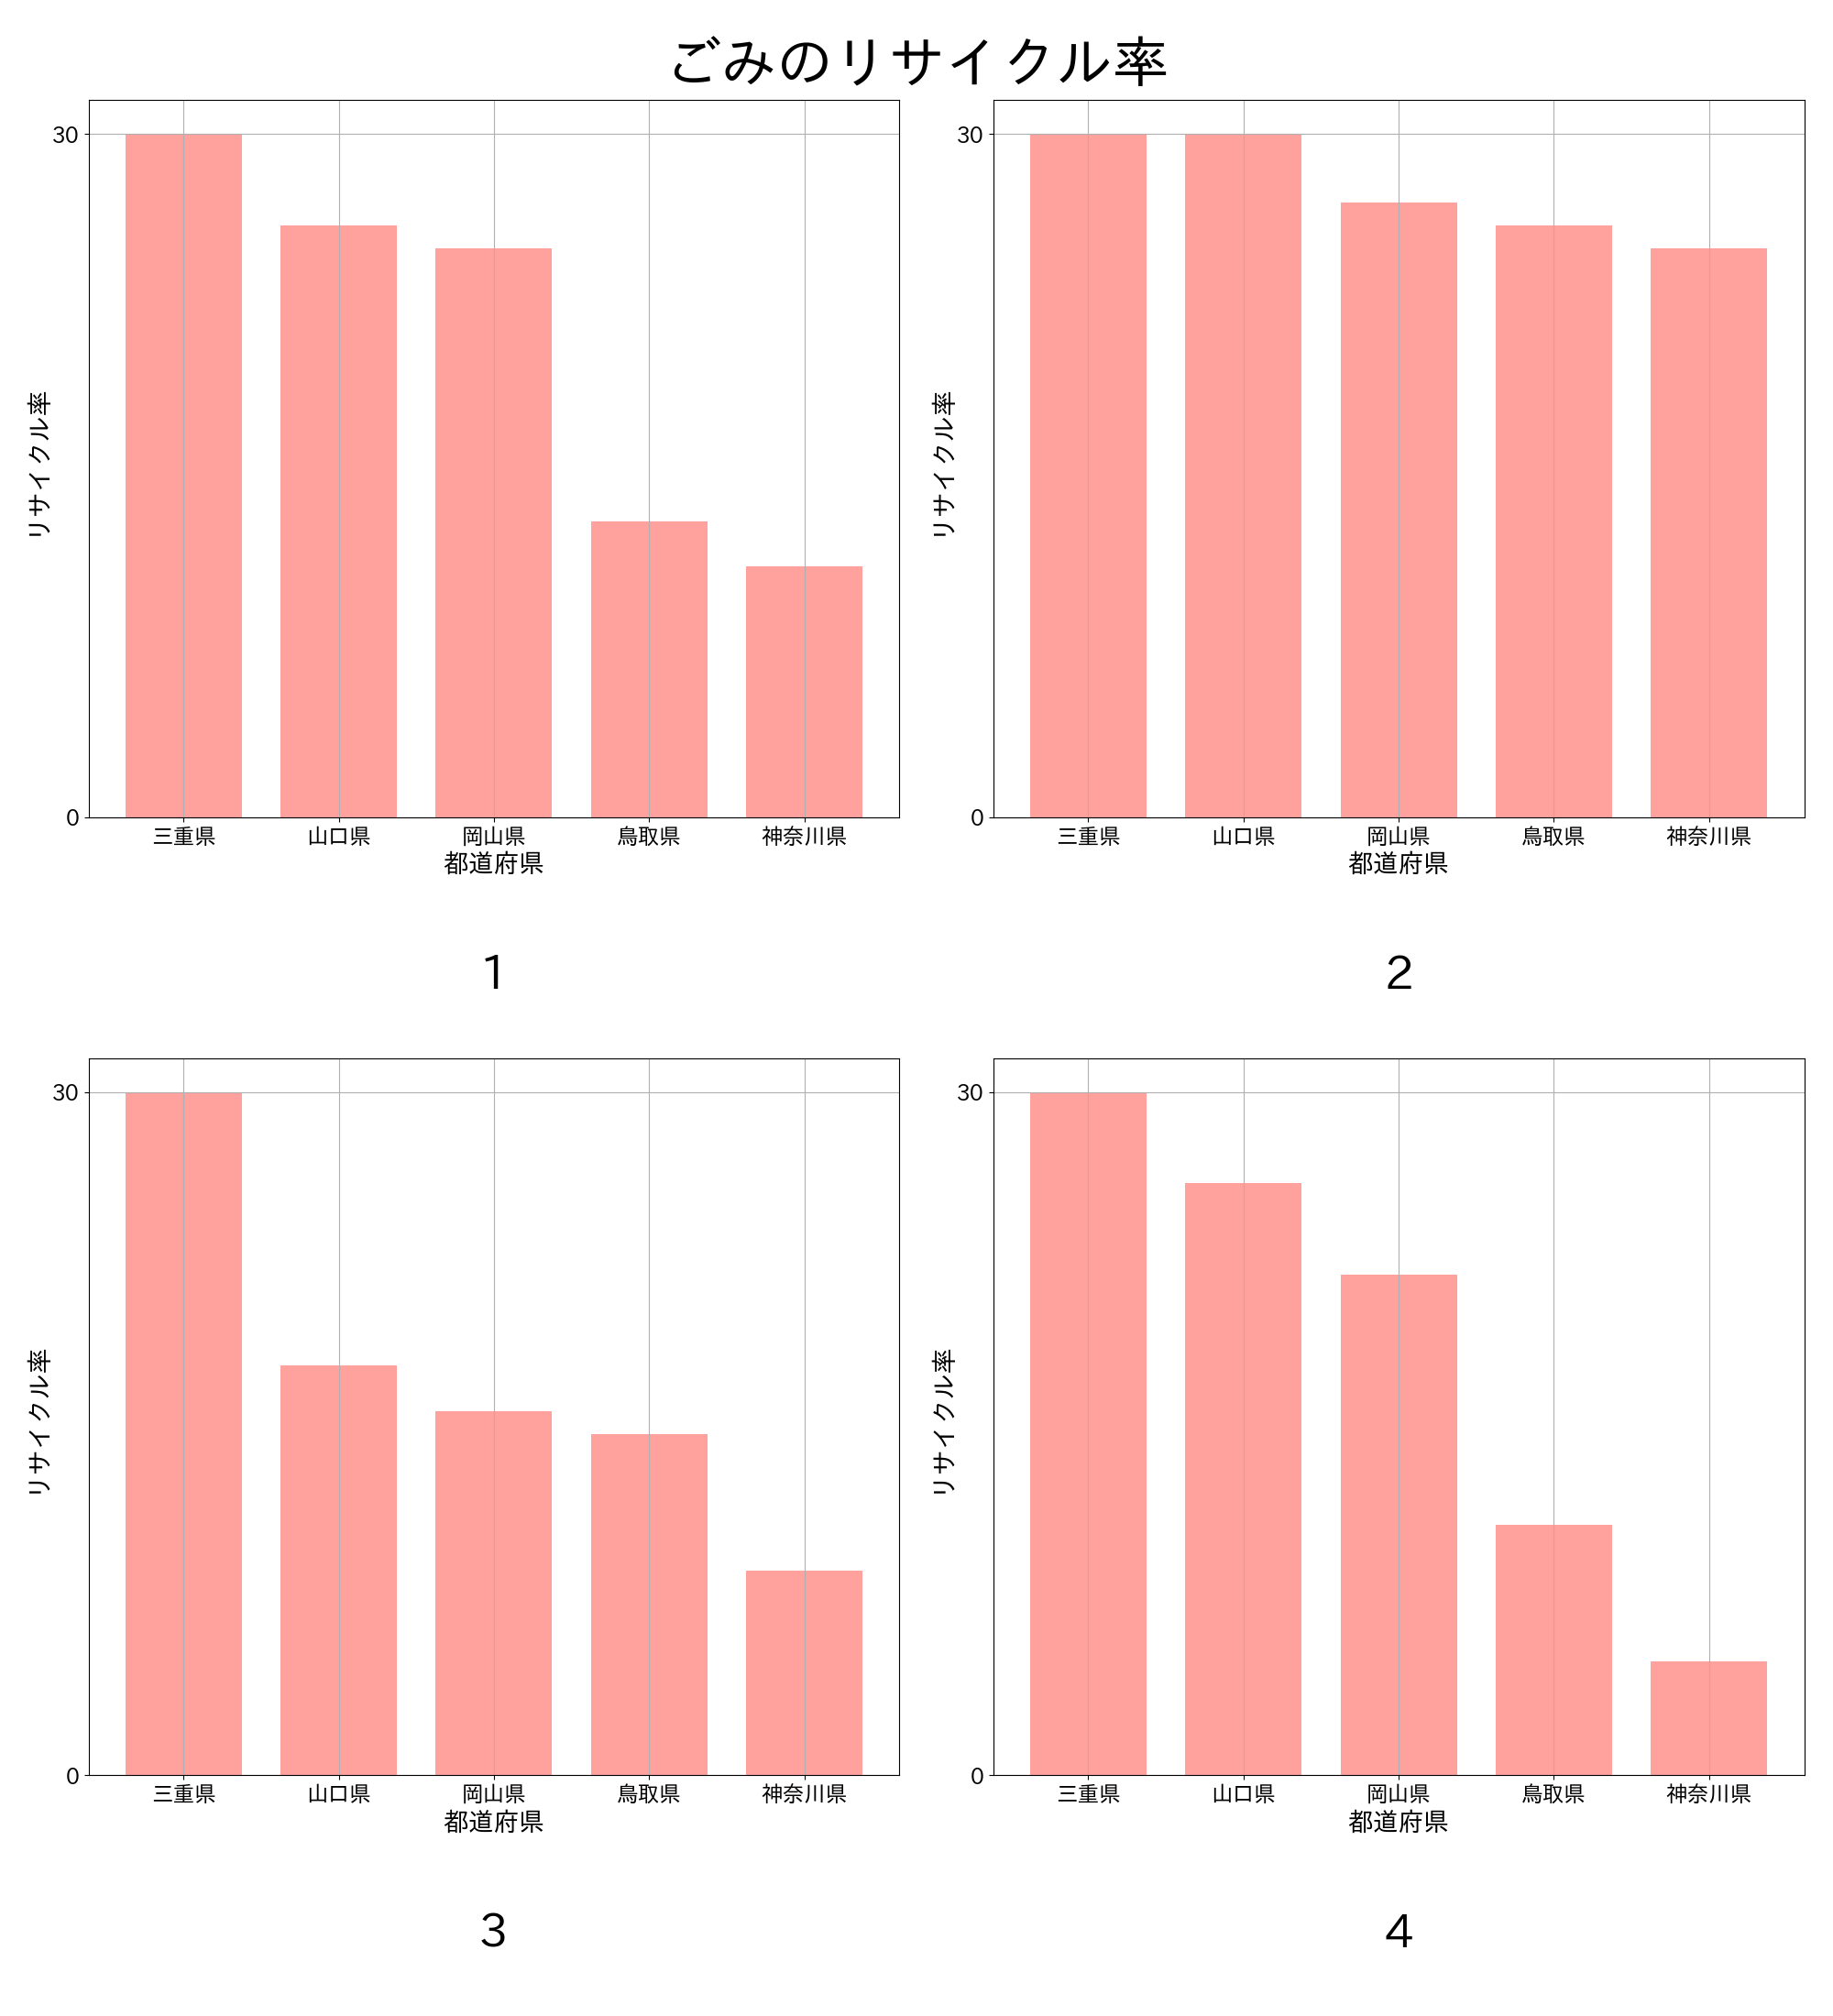 ごみのリサイクル率
30
0
リサイクル率
三重県 山口県 岡山県 鳥取県 神奈川県
都道府県
1
30
0
リサイクル率
三重県 山口県 岡山県 鳥取県 神奈川県
都道府県
2
30
0
リサイクル率
三重県 山口県 岡山県 鳥取県 神奈川県
都道府県
3
30
0
リサイクル率
三重県 山口県 岡山県 鳥取県 神奈川県
都道府県
4